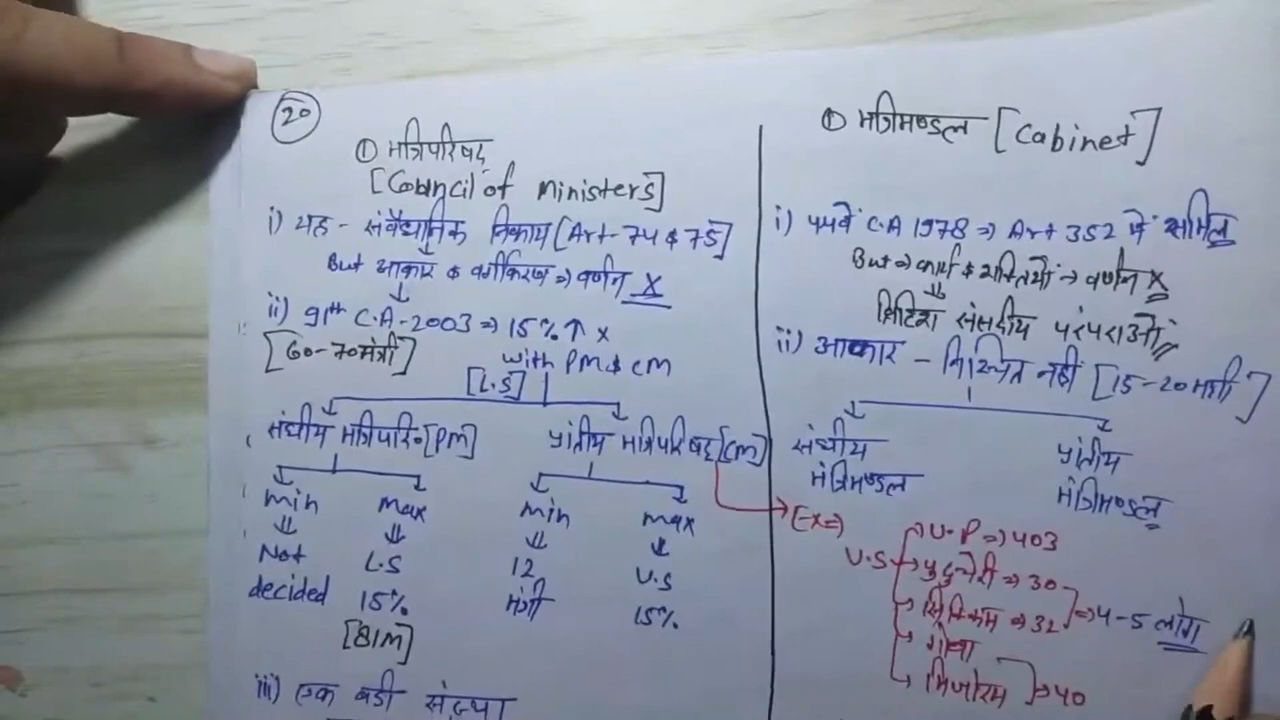 20
① मंत्रिपरिषद्
[Council of Ministers]
i) यह - संवैधानिक निकाय [Art-74 & 75]
But आकार & वर्गीकरण ⇒ वर्णन X
ii) 91th C.A-2003 ⇒ 15% ↑ x
[60-70 मंत्री]
with PM & CM
[L.S]
संघीय मंत्रिपरि० [PM]
प्रांतीय मंत्रिपरिषद् [CM]
min max min max
Not decided
L.S 15% [81M]
12 मंत्री
V.S 15%
iii) एक बड़ी संख्या
① मंत्रिमण्डल [Cabinet]
i) 44वें C.A 1978 ⇒ Art 352 में सामिल
But ⇒ कार्य & शक्तियों → वर्णन X
ब्रिटिश संसदीय परंपराओं
ii) आकार - निश्चित नहीं [15-20 मंत्री]
संघीय मंत्रिमण्डल
प्रांतीय मंत्रिमण्डल
Ex ⇒)
V.S → U.P ⇒ 403
पुदुचेरी ⇒ 30
सिक्किम ⇒ 32
⇒ 4-5 लोग
गोवा
मिजोरम ⇒ 40